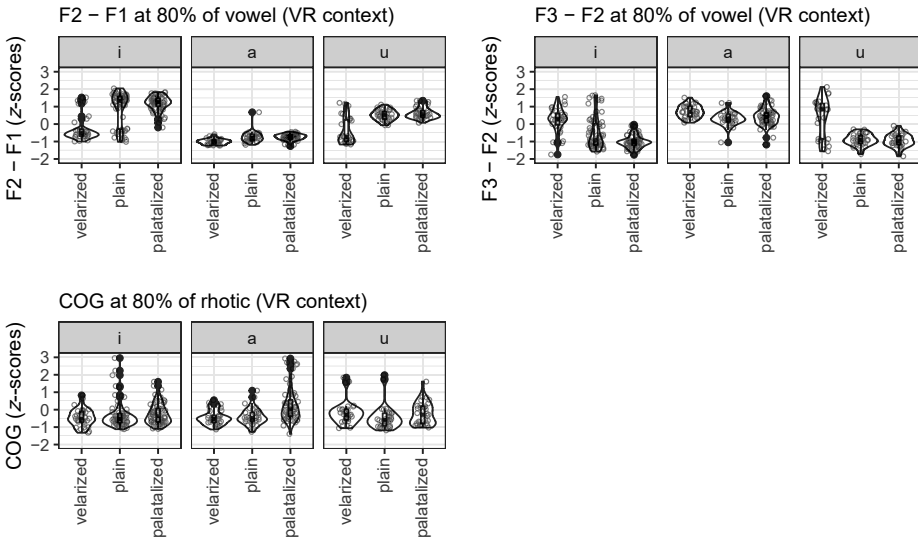 F2 − F1 at 80% of vowel (VR context)
i a u
F2 − F1 (z−scores)
3
2
1
0
−1
−2
velarized plain palatalized velarized plain palatalized velarized plain palatalized
F3 − F2 at 80% of vowel (VR context)
i a u
F3 − F2 (z−scores)
3
2
1
0
−1
−2
velarized plain palatalized velarized plain palatalized velarized plain palatalized
COG at 80% of rhotic (VR context)
i a u
COG (z−−scores)
3
2
1
0
−1
−2
velarized plain palatalized velarized plain palatalized velarized plain palatalized